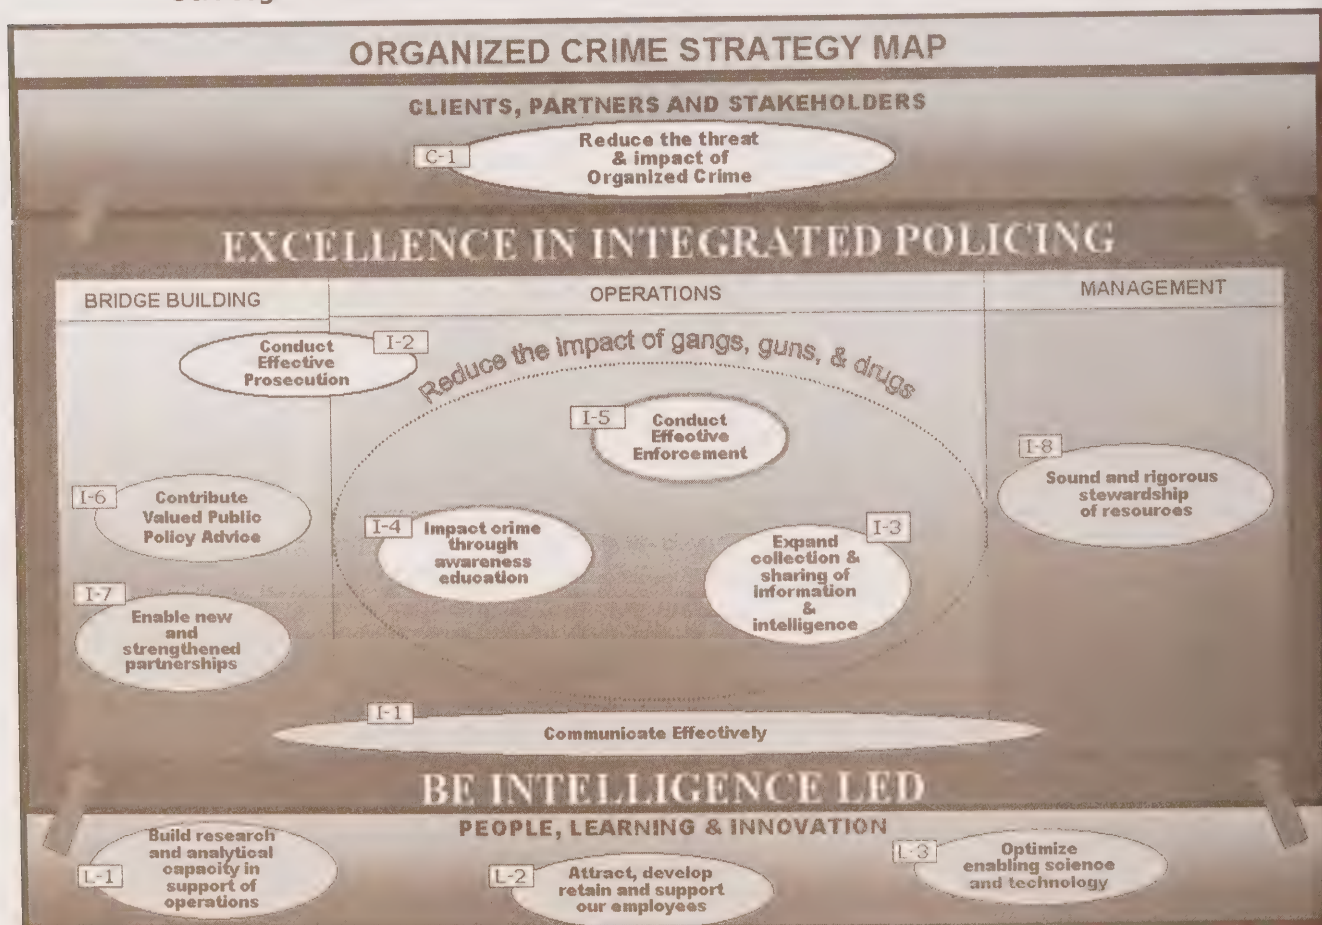 ORGANIZED CRIME STRATEGY MAP
CLIENTS, PARTNERS AND STAKEHOLDERS
C-1
Reduce the threat
& impact of
Organized Crime
EXCELLENCE IN INTEGRATED POLICING
BRIDGE BUILDING
OPERATIONS
MANAGEMENT
I-2
Conduct
Effective
Prosecution
Reduce the impact of gangs, guns, & drugs
I-5
Conduct
Effective
Enforcement
I-8
Sound and rigorous
stewardship
of resources
I-6
Contribute
Valued Public
Policy Advice
I-4
Impact crime
through
awareness
education
I-3
Expand
collection &
sharing of
information
&
intelligence
I-7
Enable new
and
strengthened
partnerships
I-1
Communicate Effectively
BE INTELLIGENCE LED
PEOPLE, LEARNING & INNOVATION
L-1
Build research
and analytical
capacity in
support of
operations
L-2
Attract, develop
retain and support
our employees
L-3
Optimize
enabling science
and technology